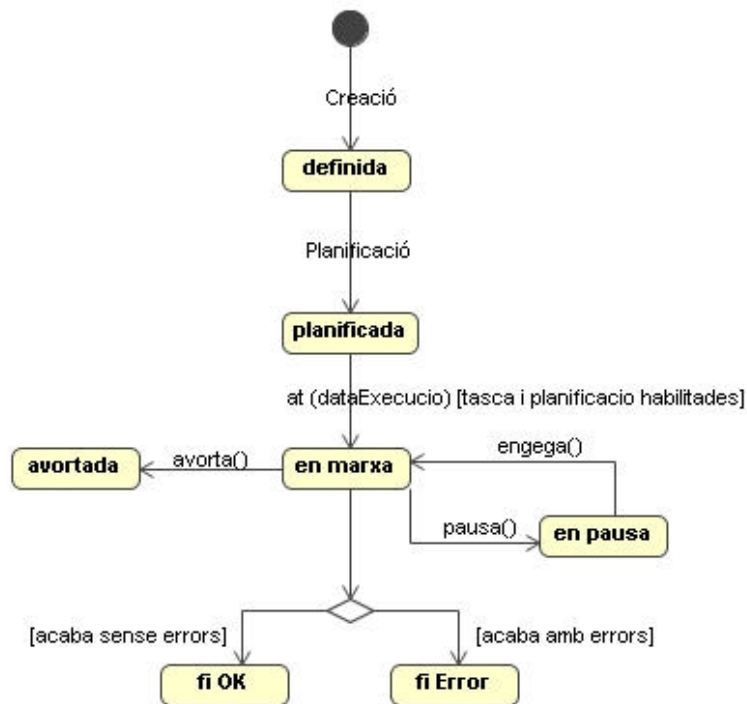 Creació
definida
Planificació
planificada
at (dataExecucio) [tasca i planificacio habilitades]
engega()
avortada
avorta()
en marxa
pausa()
en pausa
[acaba sense errors]
[acaba amb errors]
fi OK
fi Error